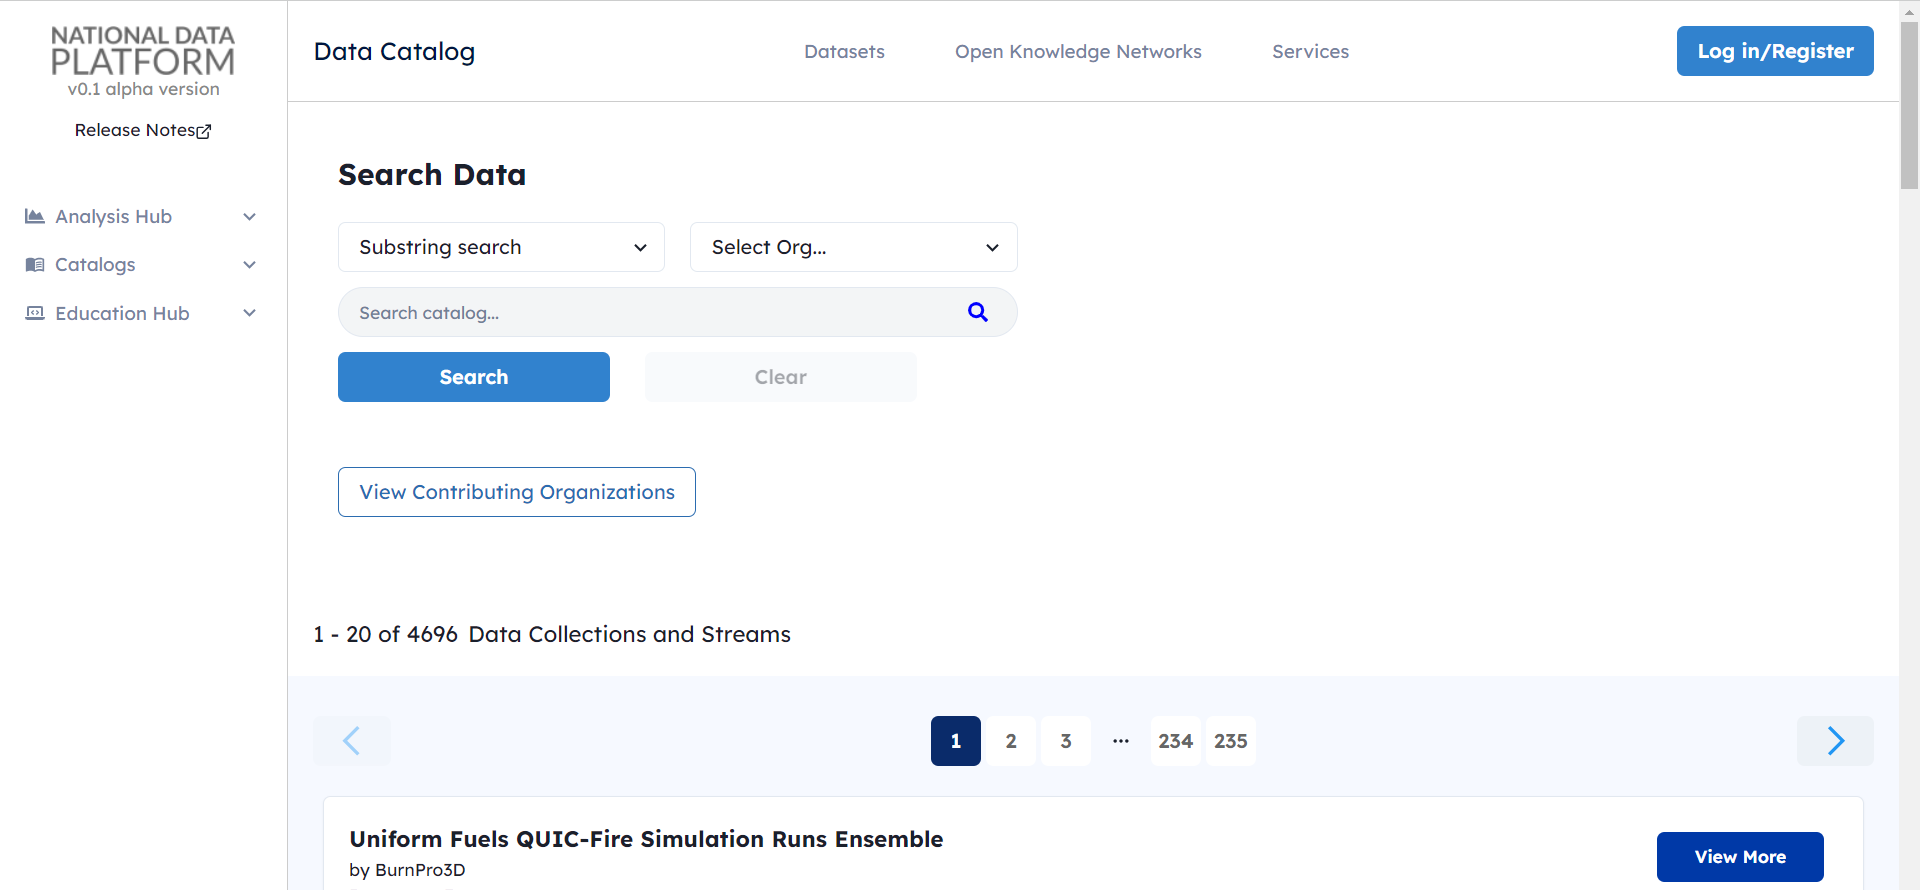 NATIONAL DATA
PLATFORM
v0.1 alpha version
Release Notes
Analysis Hub
Catalogs
Education Hub
Data Catalog
Datasets
Open Knowledge Networks
Services
Log in/Register
Search Data
Substring search
Select Org...
Search catalog...
Search
Clear
View Contributing Organizations
1 - 20 of 4696 Data Collections and Streams
1
2
3
...
234
235
Uniform Fuels QUIC-Fire Simulation Runs Ensemble
by BurnPro3D
View More